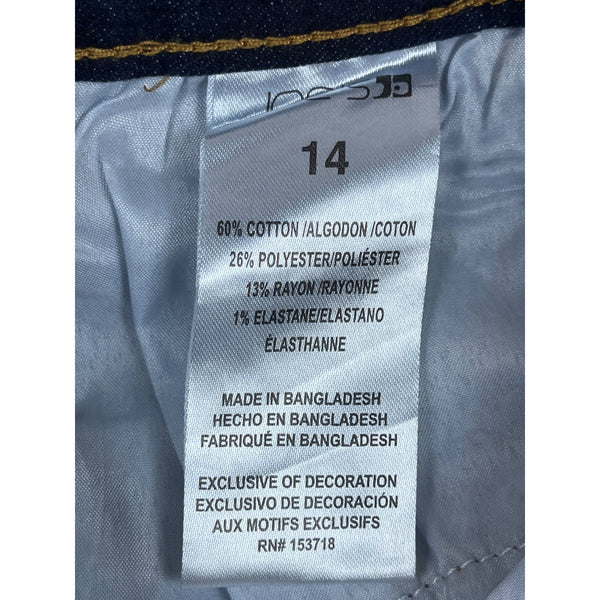 14
60% COTTON /ALGODON /COTON
26% POLYESTER/POLIÉSTER
13% RAYON /RAYONNE
1% ELASTANE/ELASTANO
ÉLASTHANNE
MADE IN BANGLADESH
HECHO EN BANGLADESH
FABRIQUÉ EN BANGLADESH
EXCLUSIVE OF DECORATION
EXCLUSIVO DE DECORACIÓN
AUX MOTIFS EXCLUSIFS
RN# 153718